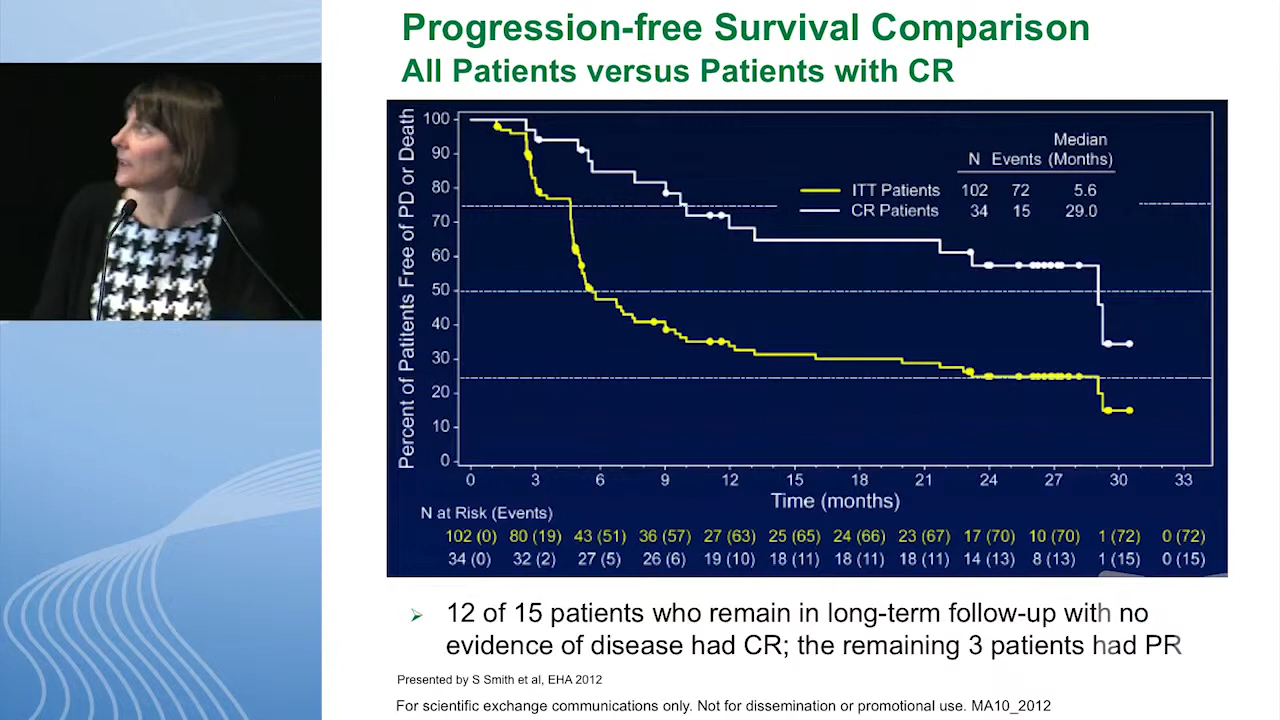 Progression-free Survival Comparison
All Patients versus Patients with CR
Percent of Patitents Free of PD or Death
100
90
80
70
60
50
40
30
20
10
0
Median
N Events (Months)
ITT Patients 102 72 5.6
CR Patients 34 15 29.0
0 3 6 9 12 15 18 21 24 27 30 33
Time (months)
N at Risk (Events)
102 (0) 80 (19) 43 (51) 36 (57) 27 (63) 25 (65) 24 (66) 23 (67) 17 (70) 10 (70) 1 (72) 0 (72)
34 (0) 32 (2) 27 (5) 26 (6) 19 (10) 18 (11) 18 (11) 18 (11) 14 (13) 8 (13) 1 (15) 0 (15)
12 of 15 patients who remain in long-term follow-up with no
evidence of disease had CR; the remaining 3 patients had PR
Presented by S Smith et al, EHA 2012
For scientific exchange communications only. Not for dissemination or promotional use. MA10_2012